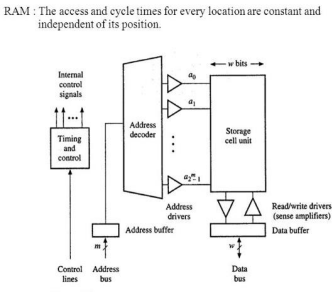 RAM : The access and cycle times for every location are constant and
independent of its position.
w bits
Internal
control
signals
a0
a1
Timing
and
control
Address
decoder
Storage
cell unit
a2^m-1
Address
drivers
Read/write drivers
(sense amplifiers)
Address buffer
Data buffer
m
w
Control
lines
Address
bus
Data
bus